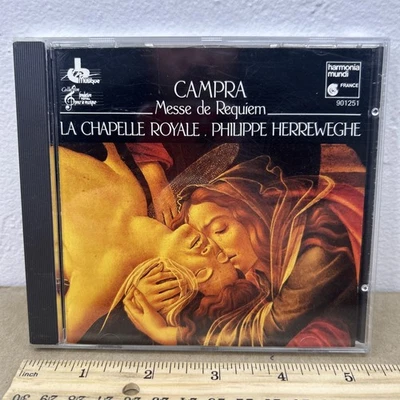 musique
harmonia
mundi
FRANCE
901251
CAMPRA
Messe de Requiem
LA CHAPELLE ROYALE . PHILIPPE HERREWEGHE
inch 1 2 3 4 5